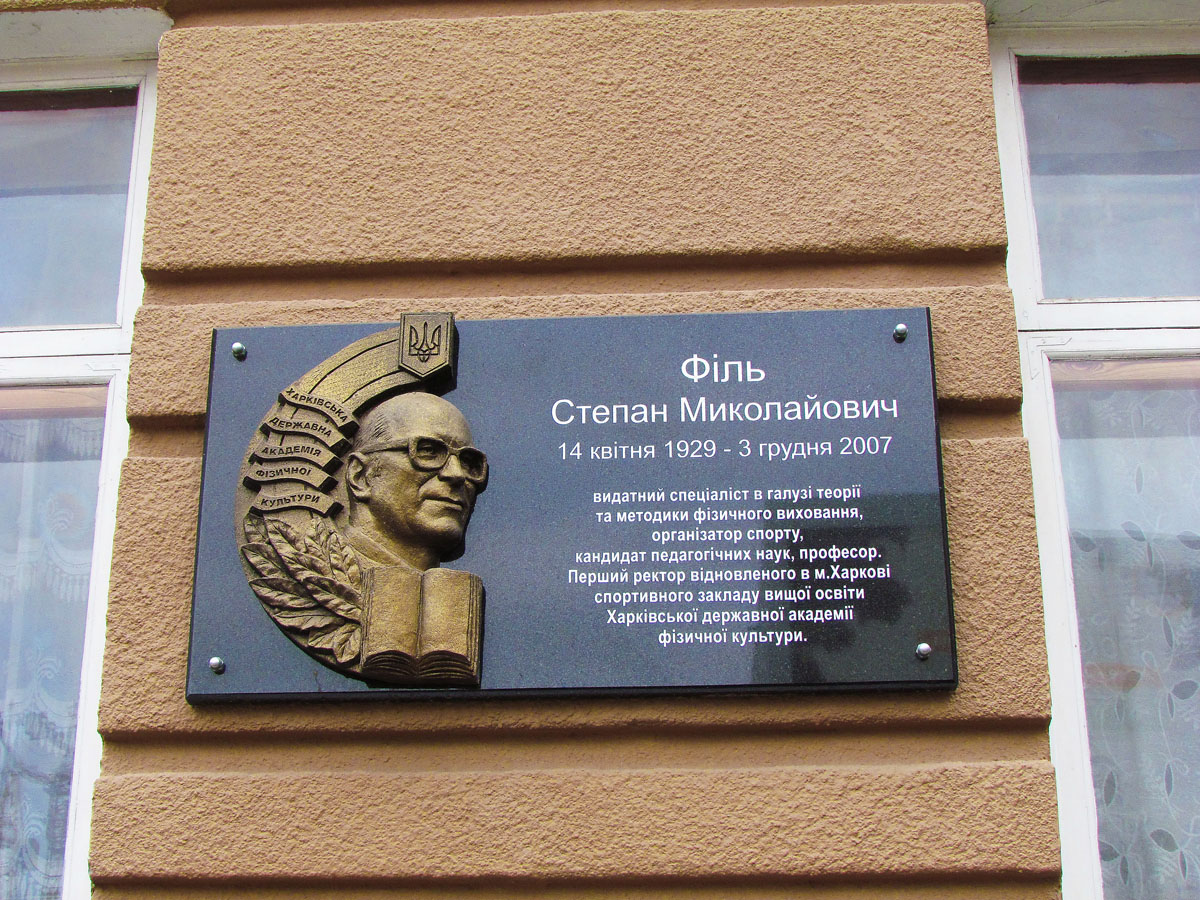 ХАРКІВСЬКА
ДЕРЖАВНА
АКАДЕМІЯ
ФІЗИЧНОЇ
КУЛЬТУРИ
Філь
Степан Миколайович
14 квітня 1929 - 3 грудня 2007
видатний спеціаліст в галузі теорії
та методики фізичного виховання,
організатор спорту,
кандидат педагогічних наук, професор.
Перший ректор відновленого в м.Харкові
спортивного закладу вищої освіти
Харківської державної академії
фізичної культури.